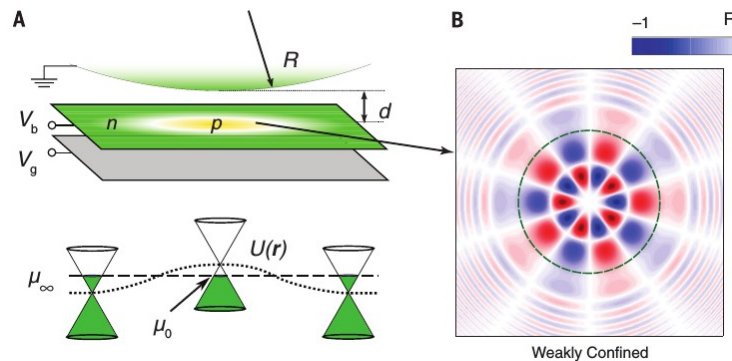 A
R
d
n
p
V_b
V_g
U(r)
μ_∞
μ_0
B
−1
Weakly Confined